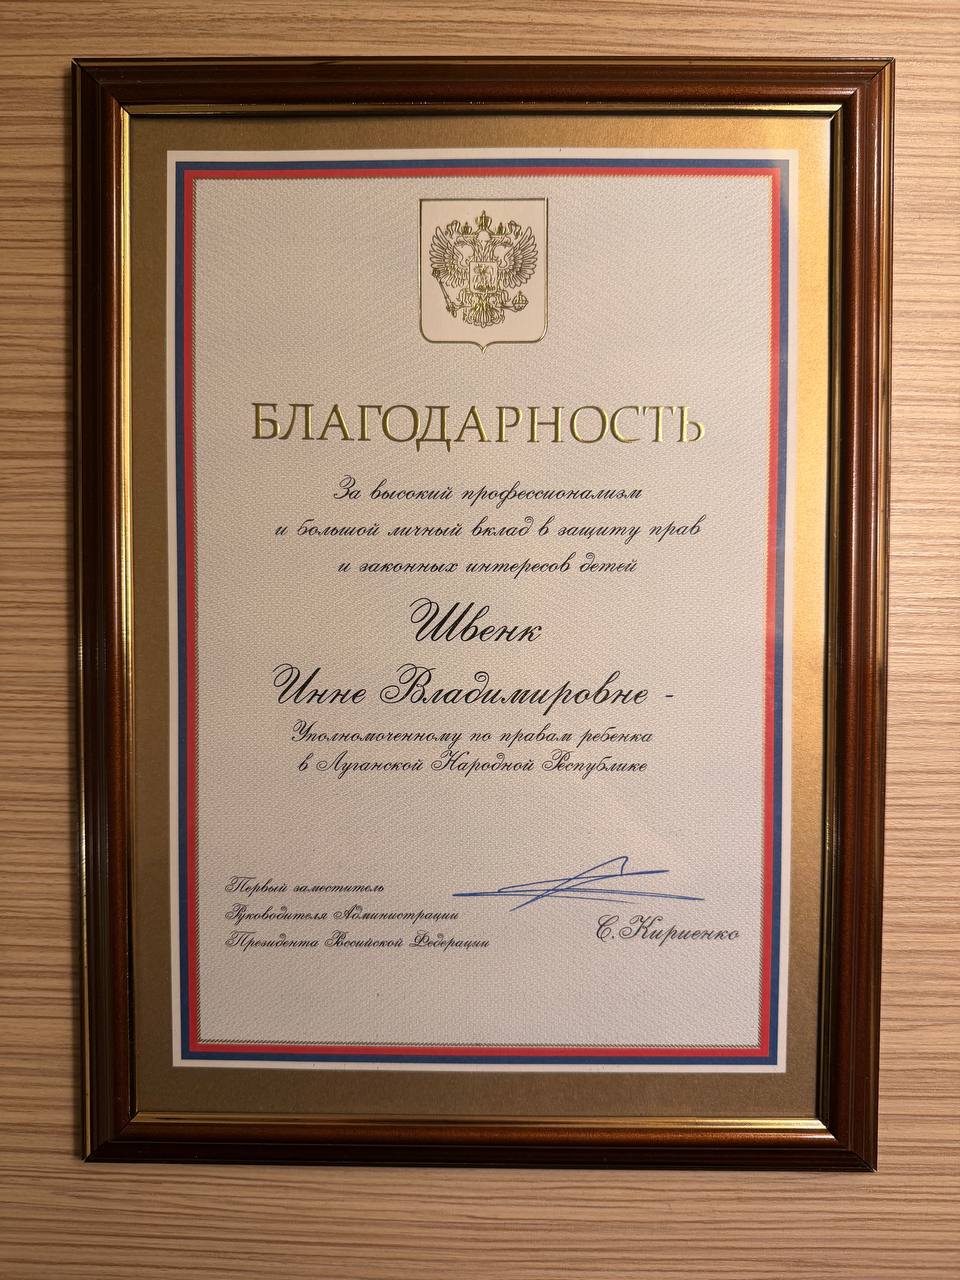 БЛАГОДАРНОСТЬ
За высокий профессионализм
и большой личный вклад в защиту прав
и законных интересов детей
Швенк
Инне Владимировне -
Уполномоченному по правам ребенка
в Луганской Народной Республике
Первый заместитель
Руководителя Администрации
Президента Российской Федерации
С.Кириенко